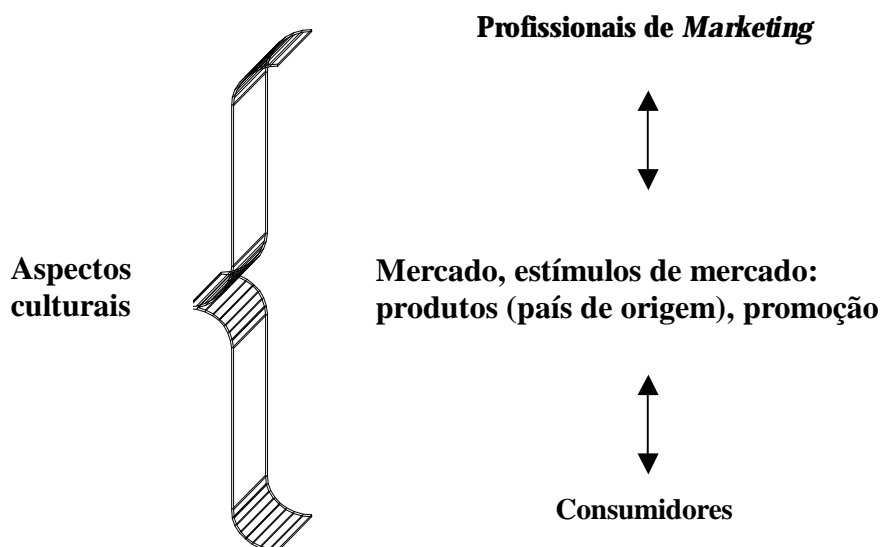 Profissionais de Marketing
Aspectos
culturais
Mercado, estímulos de mercado:
produtos (país de origem), promoção
Consumidores